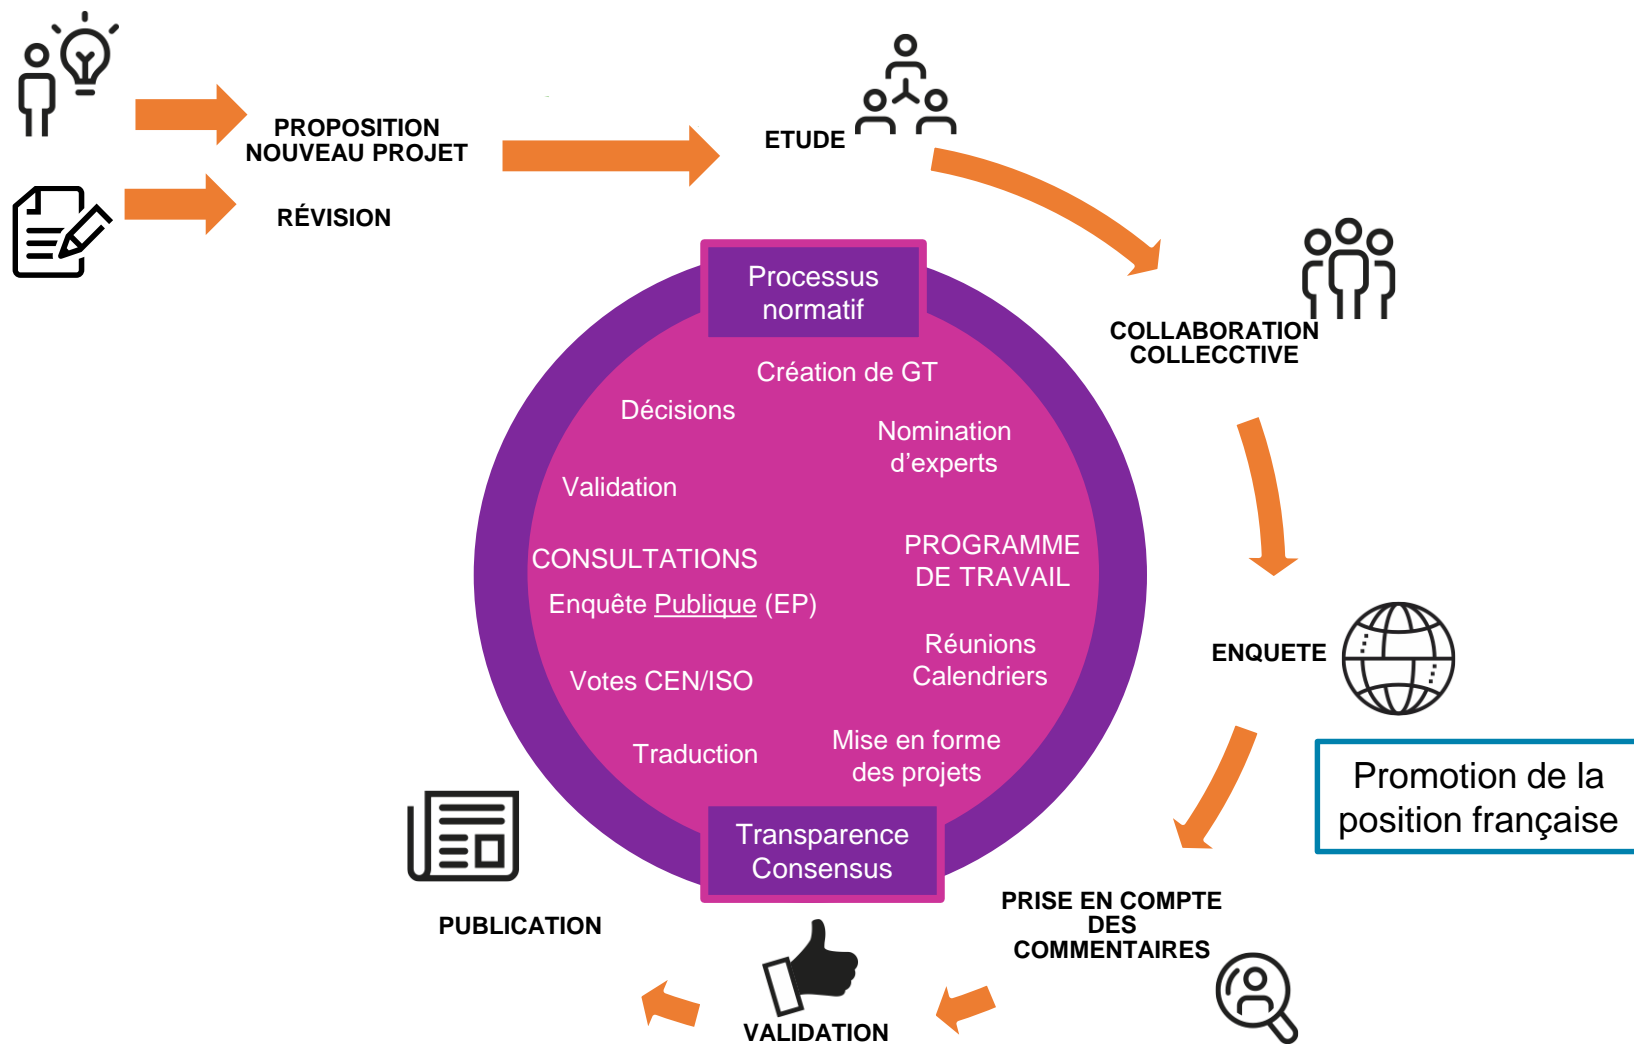 PROPOSITION
NOUVEAU PROJET
RÉVISION
ETUDE
COLLABORATION
COLLECCTIVE
ENQUETE
Promotion de la
position française
PRISE EN COMPTE
DES
COMMENTAIRES
VALIDATION
PUBLICATION
Processus
normatif
Création de GT
Décisions
Nomination
d’experts
Validation
CONSULTATIONS
Enquête Publique (EP)
PROGRAMME
DE TRAVAIL
Réunions
Calendriers
Votes CEN/ISO
Traduction
Mise en forme
des projets
Transparence
Consensus